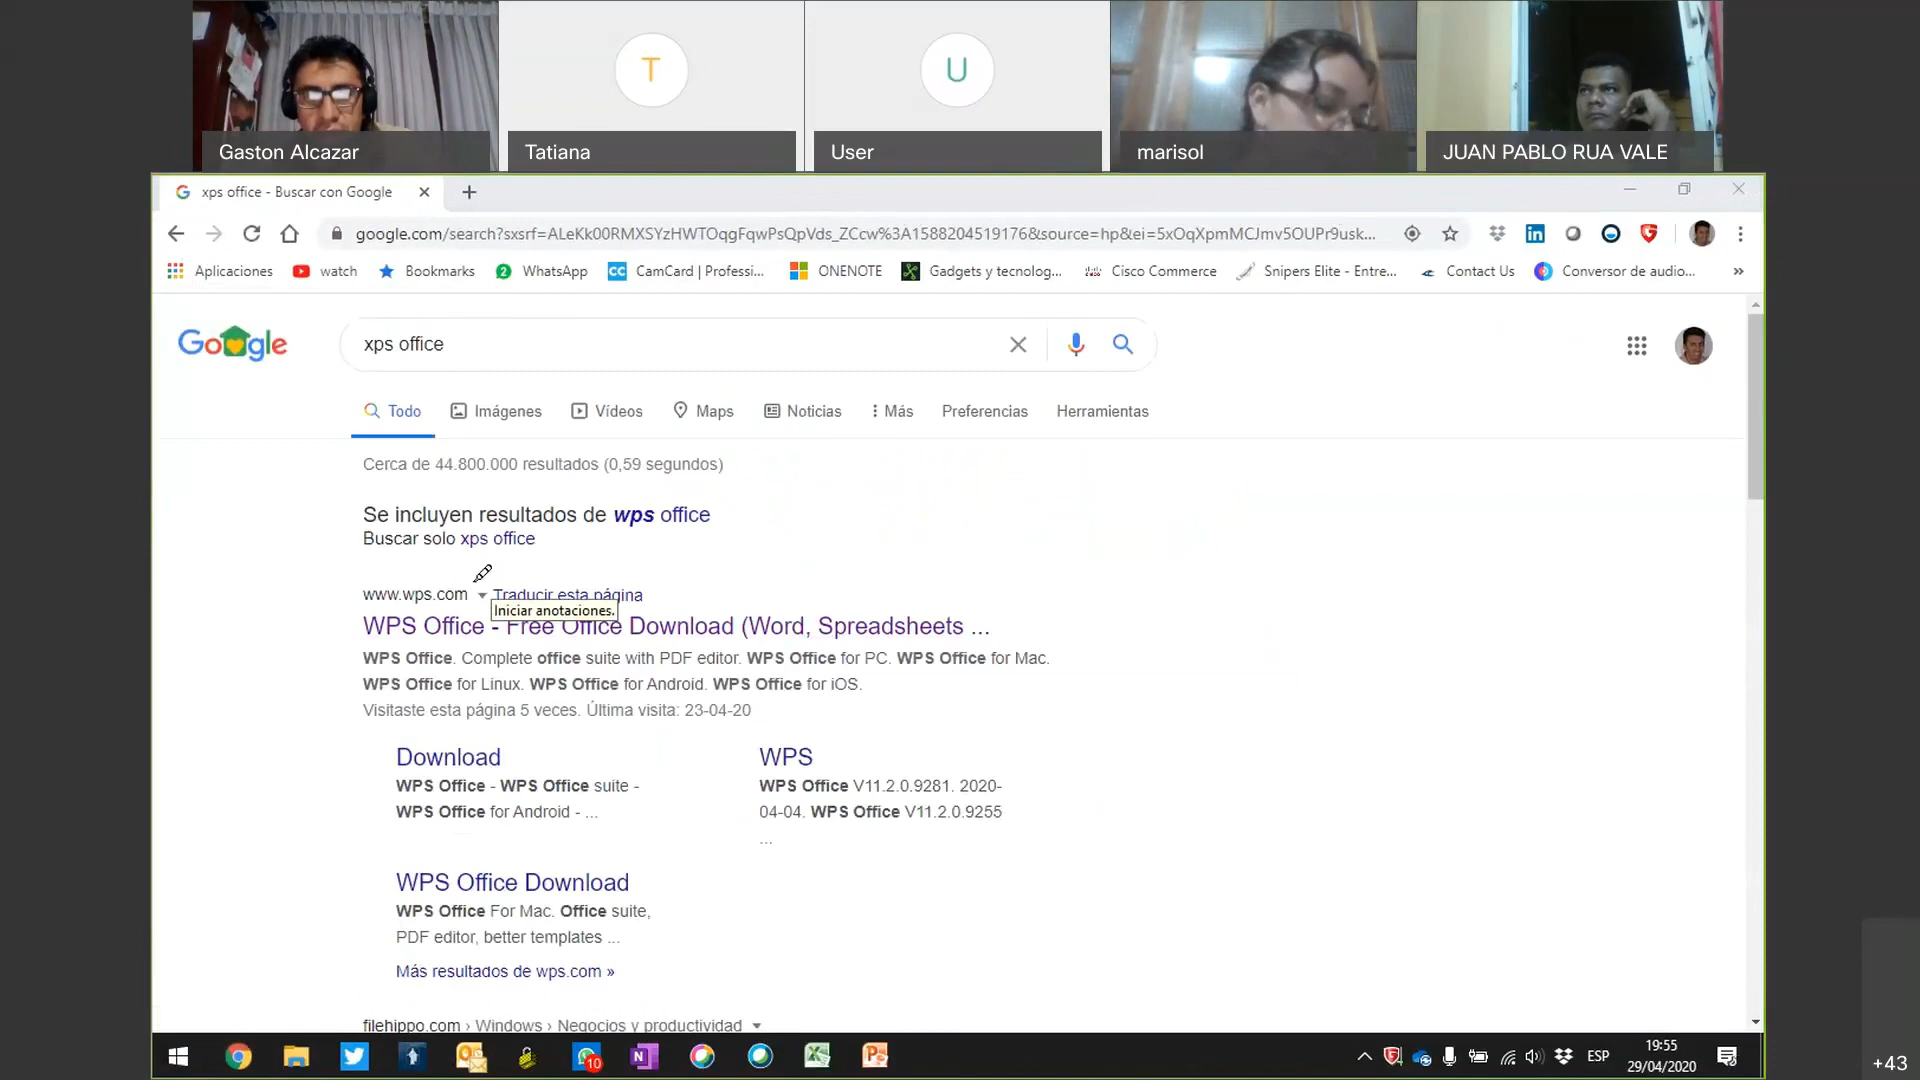 T
U
Gaston Alcazar
Tatiana
User
marisol
JUAN PABLO RUA VALE
xps office - Buscar con Google
google.com/search?sxsrf=ALeKk00RMXSYzHWTOqgFqwPsQpVds_ZCcw%3A1588204519176&source=hp&ei=5xOqXpmMCJmv5OUPr9usk...
Aplicaciones
watch
Bookmarks
2 WhatsApp
CC CamCard | Professi...
ONENOTE
Gadgets y tecnolog...
Cisco Commerce
Snipers Elite - Entre...
Contact Us
Conversor de audio...
»
Google
xps office
Todo
Imágenes
Vídeos
Maps
Noticias
Más
Preferencias
Herramientas
Cerca de 44.800.000 resultados (0,59 segundos)
Se incluyen resultados de wps office
Buscar solo xps office
www.wps.com Traducir esta página
Iniciar anotaciones.
WPS Office - Free Office Download (Word, Spreadsheets ...
WPS Office. Complete office suite with PDF editor. WPS Office for PC. WPS Office for Mac.
WPS Office for Linux. WPS Office for Android. WPS Office for iOS.
Visitaste esta página 5 veces. Última visita: 23-04-20
Download
WPS Office - WPS Office suite -
WPS Office for Android - ...
WPS
WPS Office V11.2.0.9281. 2020-
04-04. WPS Office V11.2.0.9255
...
WPS Office Download
WPS Office For Mac. Office suite,
PDF editor, better templates ...
Más resultados de wps.com »
filehippo.com › Windows › Negocios y productividad
10
ESP
19:55
29/04/2020
+43